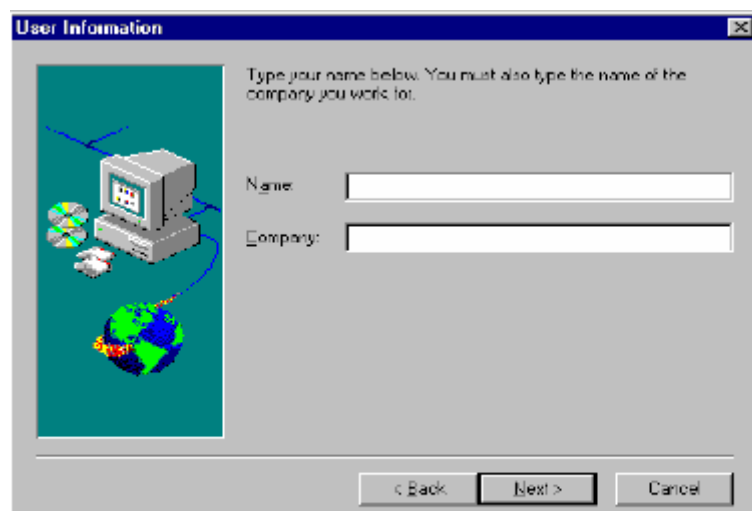 User Information
Type your name below. You must also type the name of the
company you work for.
Name:
Company:
< Back
Next >
Cancel